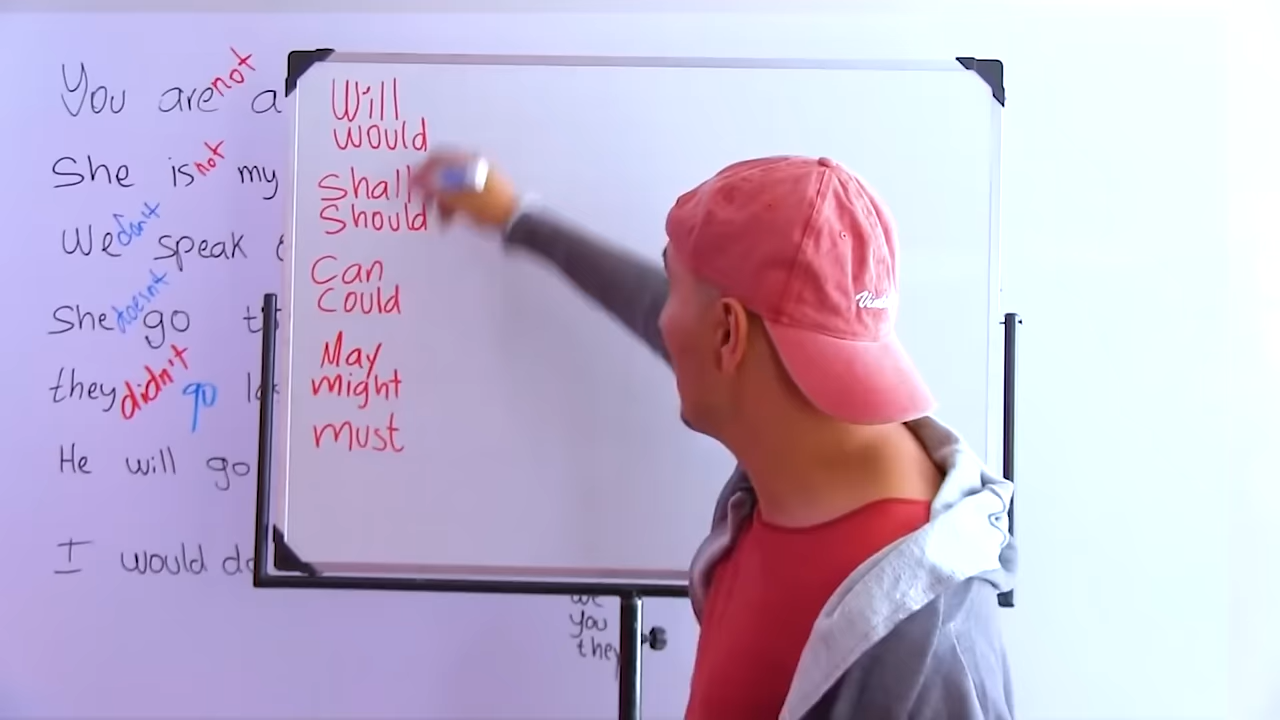 You are not a
She is not my
We don't speak
She doesn't go t
they didn't go l
He will go
I would do
Will
would
Shall
Should
Can
Could
May
might
must
we
you
they